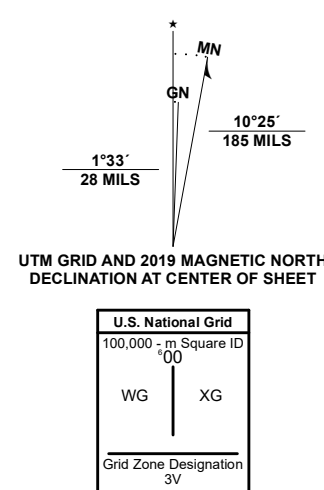 ★
MN
GN
10°25´
185 MILS
1°33´
28 MILS
UTM GRID AND 2019 MAGNETIC NORTH
DECLINATION AT CENTER OF SHEET
U.S. National Grid
100,000 - m Square ID
⁶00
WG XG
Grid Zone Designation
3V